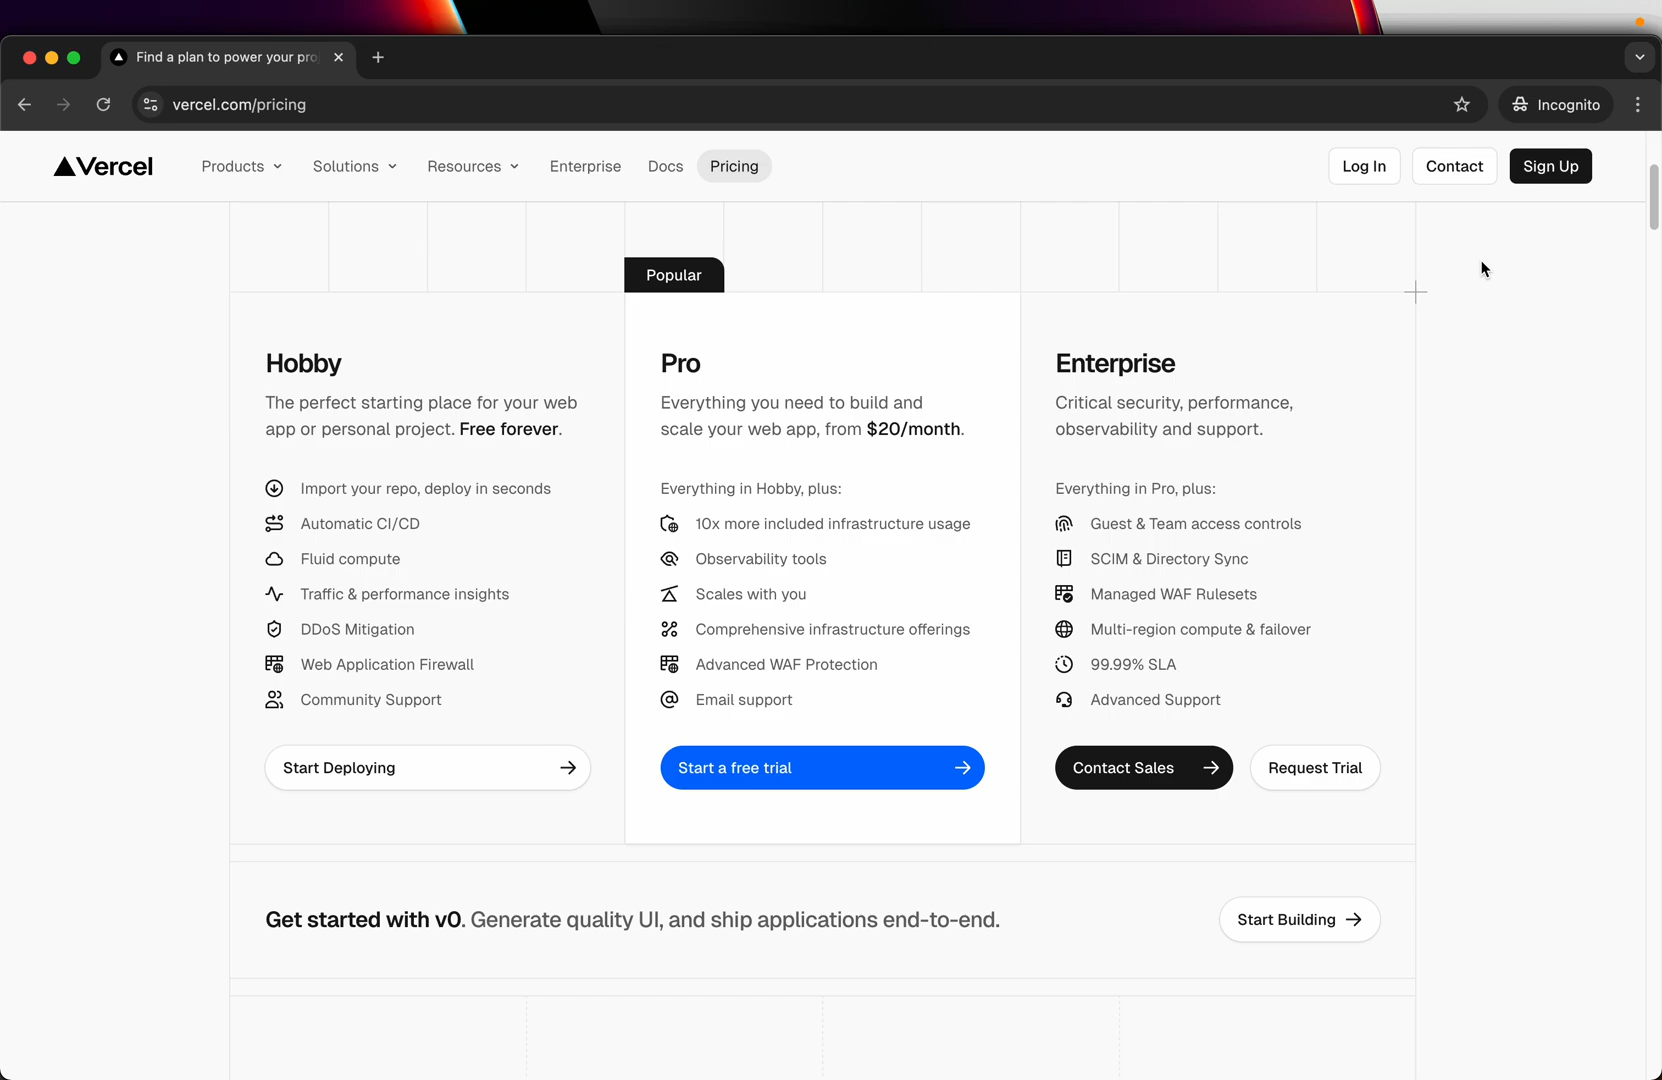 Find a plan to power your pro
vercel.com/pricing
Incognito
Vercel
Products
Solutions
Resources
Enterprise
Docs
Pricing
Log In
Contact
Sign Up
Popular
Hobby
The perfect starting place for your web
app or personal project. Free forever.
Import your repo, deploy in seconds
Automatic CI/CD
Fluid compute
Traffic & performance insights
DDoS Mitigation
Web Application Firewall
Community Support
Start Deploying
Pro
Everything you need to build and
scale your web app, from $20/month.
Everything in Hobby, plus:
10x more included infrastructure usage
Observability tools
Scales with you
Comprehensive infrastructure offerings
Advanced WAF Protection
Email support
Start a free trial
Enterprise
Critical security, performance,
observability and support.
Everything in Pro, plus:
Guest & Team access controls
SCIM & Directory Sync
Managed WAF Rulesets
Multi-region compute & failover
99.99% SLA
Advanced Support
Contact Sales
Request Trial
Get started with v0. Generate quality UI, and ship applications end-to-end.
Start Building